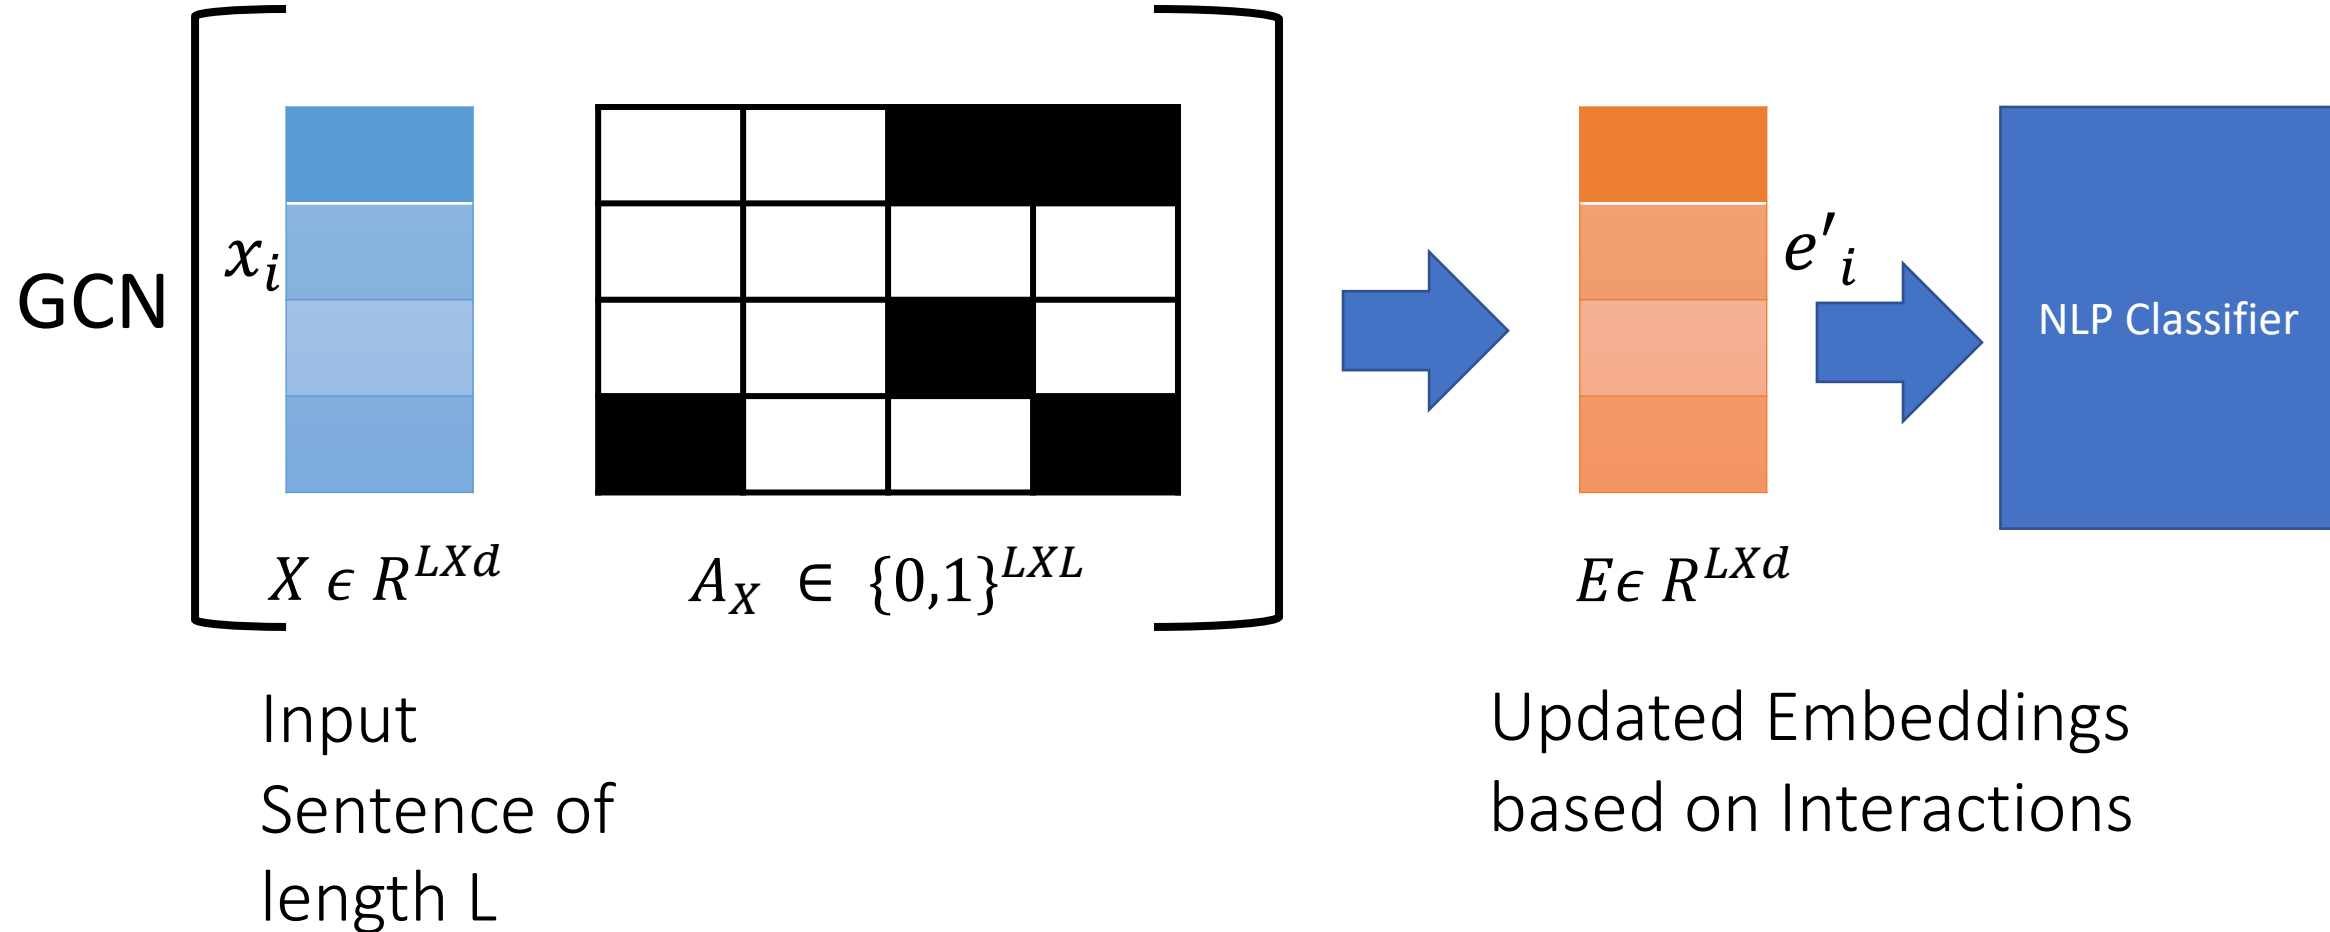 GCN
x_i
X ϵ R^{LXd}
A_X ∈ {0,1}^{LXL}
e'_i
NLP Classifier
Eϵ R^{LXd}
Input
Sentence of
length L
Updated Embeddings
based on Interactions